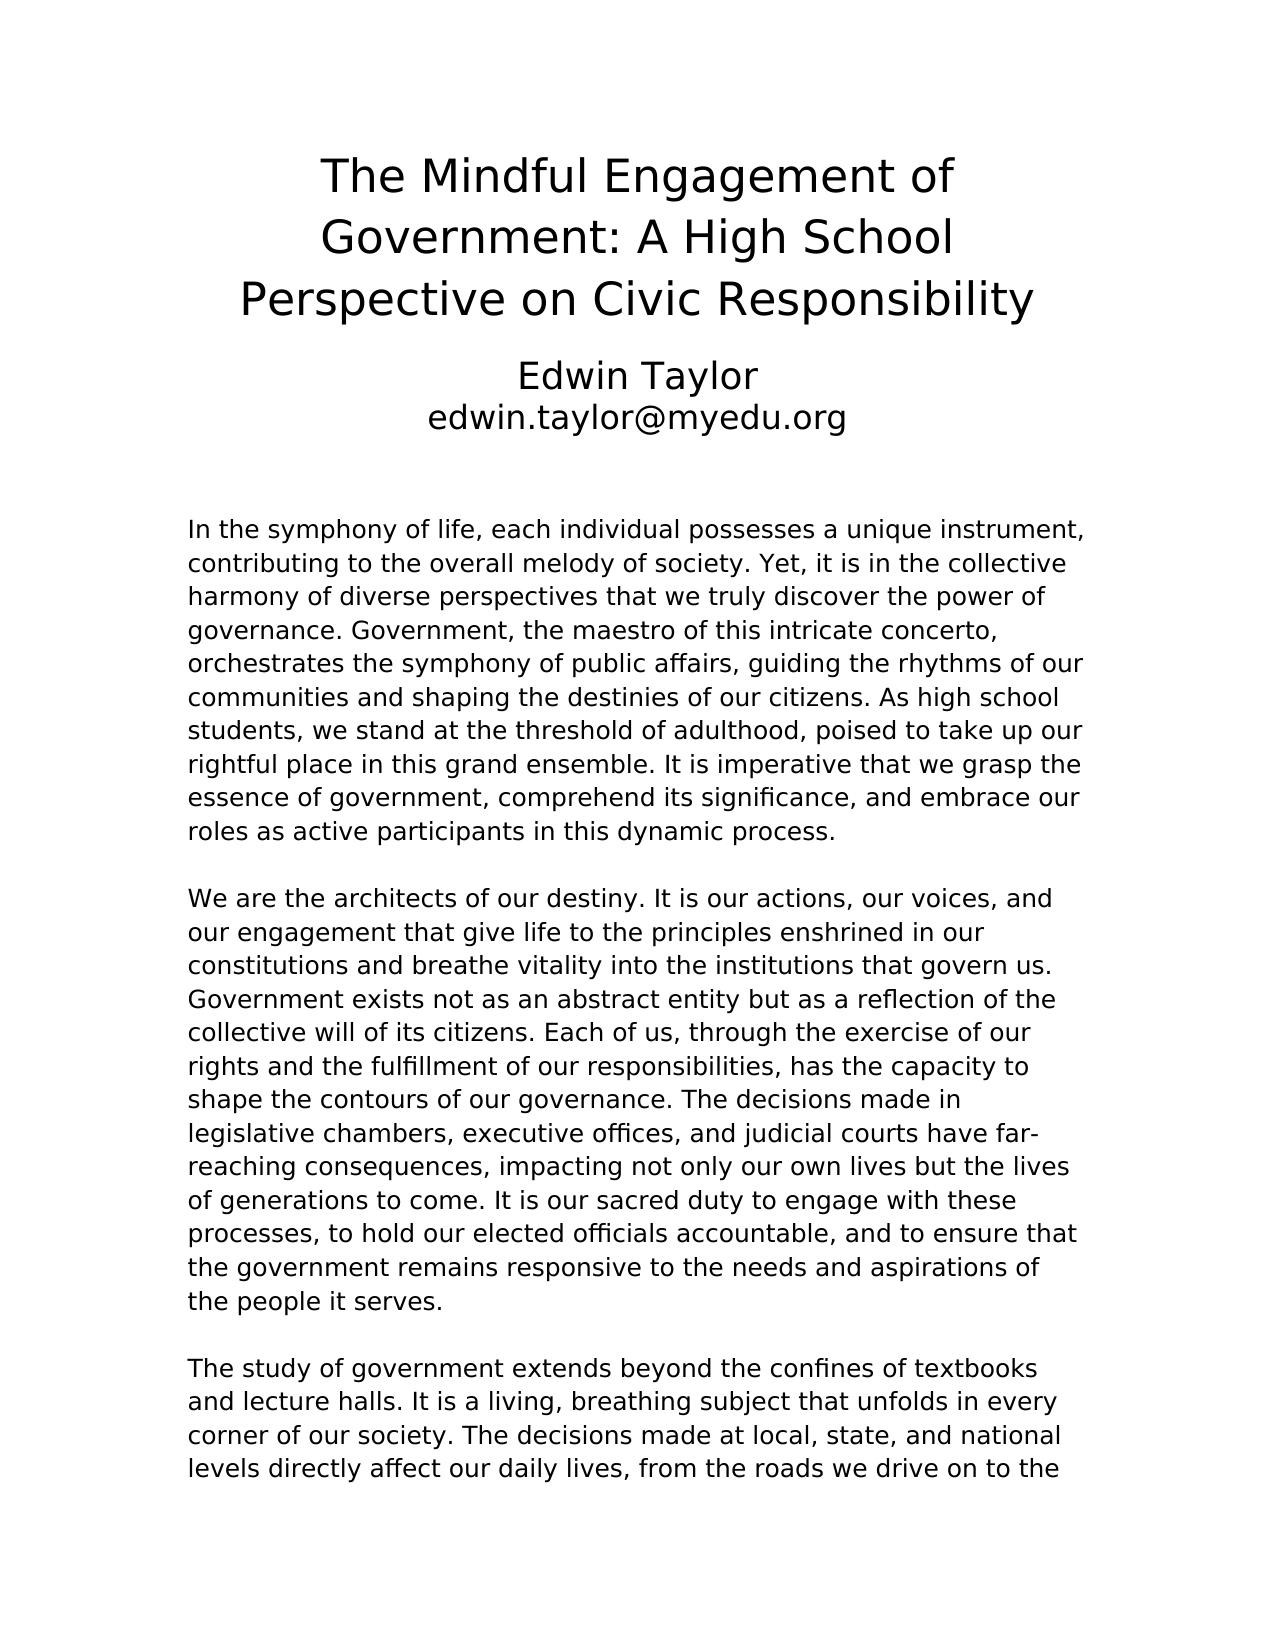 The Mindful Engagement of
Government: A High School
Perspective on Civic Responsibility
Edwin Taylor
edwin.taylor@myedu.org
In the symphony of life, each individual possesses a unique instrument,
contributing to the overall melody of society. Yet, it is in the collective
harmony of diverse perspectives that we truly discover the power of
governance. Government, the maestro of this intricate concerto,
orchestrates the symphony of public affairs, guiding the rhythms of our
communities and shaping the destinies of our citizens. As high school
students, we stand at the threshold of adulthood, poised to take up our
rightful place in this grand ensemble. It is imperative that we grasp the
essence of government, comprehend its significance, and embrace our
roles as active participants in this dynamic process.
We are the architects of our destiny. It is our actions, our voices, and
our engagement that give life to the principles enshrined in our
constitutions and breathe vitality into the institutions that govern us.
Government exists not as an abstract entity but as a reflection of the
collective will of its citizens. Each of us, through the exercise of our
rights and the fulfillment of our responsibilities, has the capacity to
shape the contours of our governance. The decisions made in
legislative chambers, executive offices, and judicial courts have far-
reaching consequences, impacting not only our own lives but the lives
of generations to come. It is our sacred duty to engage with these
processes, to hold our elected officials accountable, and to ensure that
the government remains responsive to the needs and aspirations of
the people it serves.
The study of government extends beyond the confines of textbooks
and lecture halls. It is a living, breathing subject that unfolds in every
corner of our society. The decisions made at local, state, and national
levels directly affect our daily lives, from the roads we drive on to the